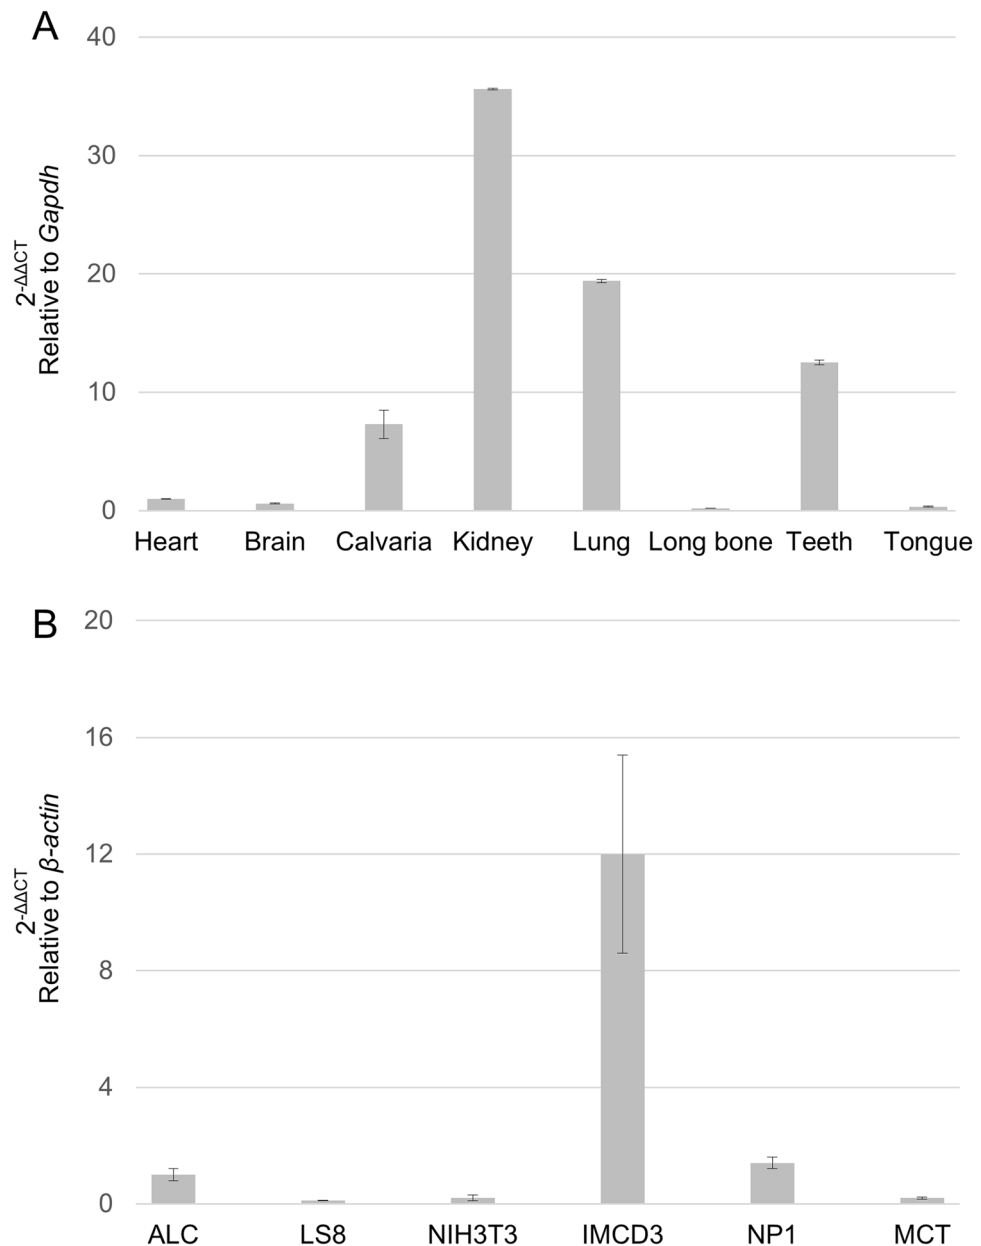 A
40
30
20
10
0
2-ΔΔCT
Relative to Gapdh
Heart Brain Calvaria Kidney Lung Long bone Teeth Tongue
B
20
16
12
8
4
0
2-ΔΔCT
Relative to β-actin
ALC LS8 NIH3T3 IMCD3 NP1 MCT